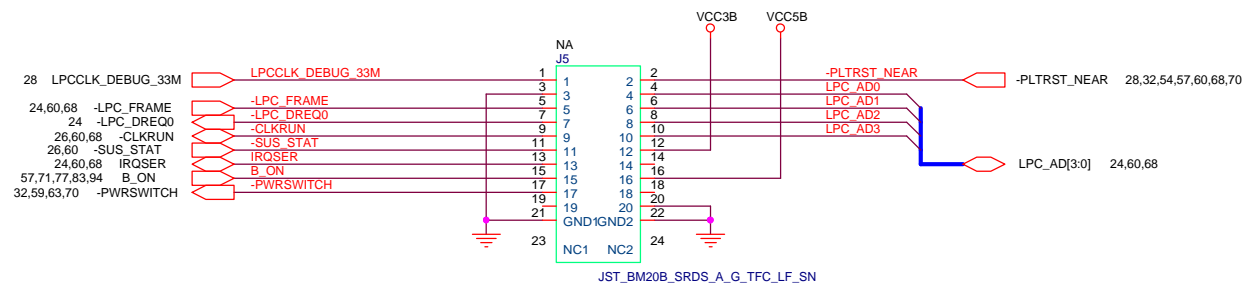 VCC3B VCC5B
NA
J5
28 LPCCLK_DEBUG_33M LPCCLK_DEBUG_33M 1 1 2 2 -PLTRST_NEAR -PLTRST_NEAR 28,32,54,57,60,68,70
3 3 4 4 LPC_AD0
24,60,68 -LPC_FRAME -LPC_FRAME 5 5 6 6 LPC_AD1
24 -LPC_DREQ0 -LPC_DREQ0 7 7 8 8 LPC_AD2
26,60,68 -CLKRUN -CLKRUN 9 9 10 10 LPC_AD3
26,60 -SUS_STAT -SUS_STAT 11 11 12 12
24,60,68 IRQSER IRQSER 13 13 14 14 LPC_AD[3:0] 24,60,68
57,71,77,83,94 B_ON B_ON 15 15 16 16
32,59,63,70 -PWRSWITCH -PWRSWITCH 17 17 18 18
19 19 20 20
21 GND1 GND2 22
23 NC1 NC2 24
JST_BM20B_SRDS_A_G_TFC_LF_SN